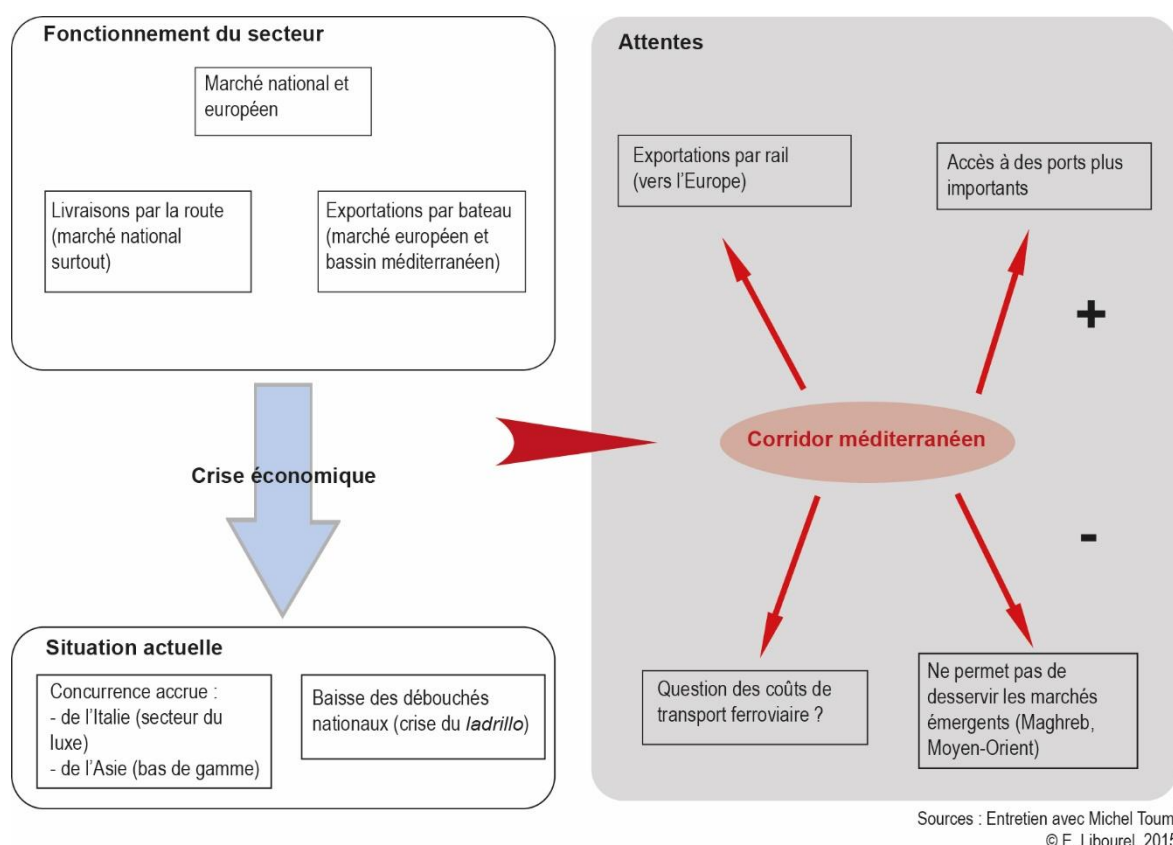 Fonctionnement du secteur
Marché national et
européen
Livraisons par la route
(marché national
surtout)
Exportations par bateau
(marché européen et
bassin méditerranéen)
Crise économique
Situation actuelle
Concurrence accrue :
- de l'Italie (secteur du
luxe)
- de l'Asie (bas de gamme)
Baisse des débouchés
nationaux (crise du ladrillo)
Attentes
Exportations par rail
(vers l'Europe)
Accès à des ports plus
importants
+
Corridor méditerranéen
-
Question des coûts de
transport ferroviaire ?
Ne permet pas de
desservir les marchés
émergents (Maghreb,
Moyen-Orient)
Sources : Entretien avec Michel Toum
© F. Libourel, 2015